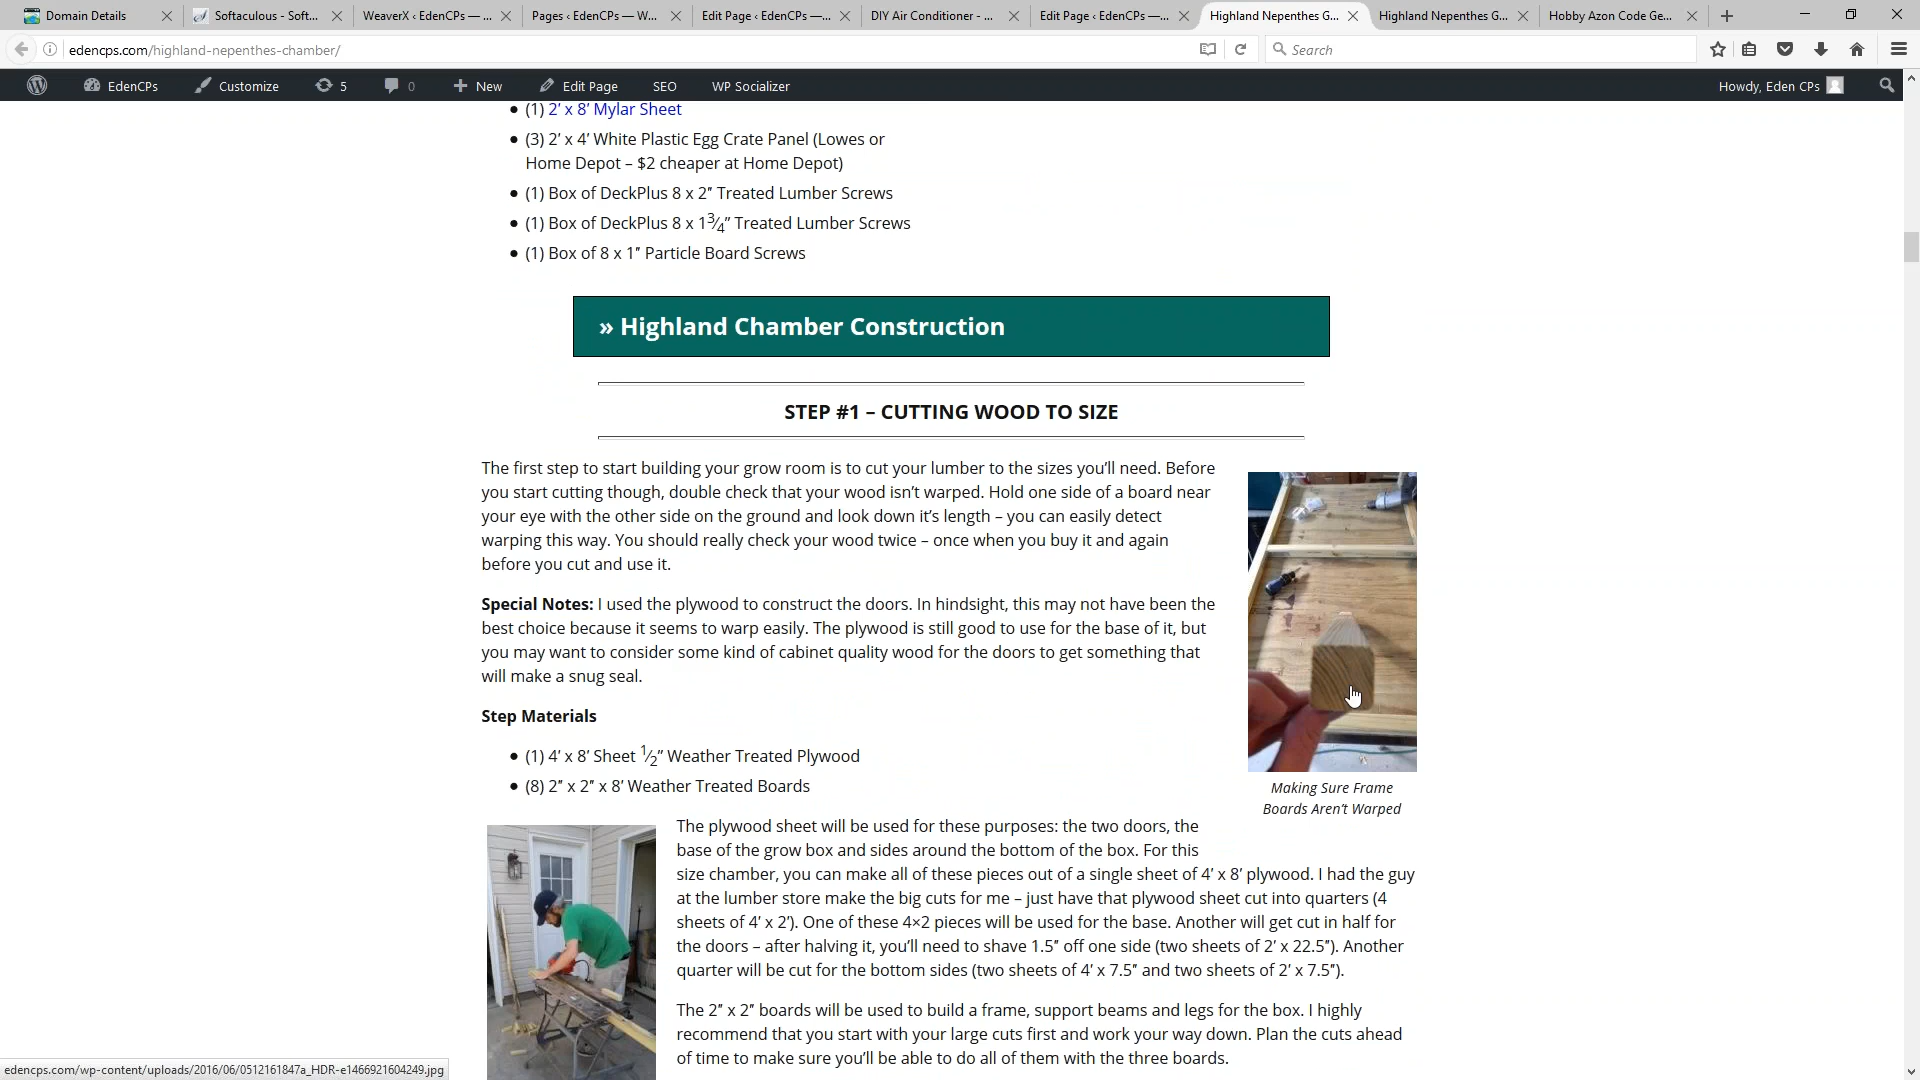 Domain Details
Softaculous - Soft...
WeaverX ‹ EdenCPs — ...
Pages ‹ EdenCPs — W...
Edit Page ‹ EdenCPs —...
DIY Air Conditioner - ...
Edit Page ‹ EdenCPs —...
Highland Nepenthes G...
Highland Nepenthes G...
Hobby Azon Code Ge...
edencps.com/highland-nepenthes-chamber/
Search
EdenCPs
Customize
5
0
New
Edit Page
SEO
WP Socializer
Howdy, Eden CPs
• (1) 2′ x 8′ Mylar Sheet
• (3) 2′ x 4′ White Plastic Egg Crate Panel (Lowes or
Home Depot – $2 cheaper at Home Depot)
• (1) Box of DeckPlus 8 x 2″ Treated Lumber Screws
• (1) Box of DeckPlus 8 x 1 3⁄4” Treated Lumber Screws
• (1) Box of 8 x 1″ Particle Board Screws
» Highland Chamber Construction
STEP #1 – CUTTING WOOD TO SIZE
The first step to start building your grow room is to cut your lumber to the sizes you’ll need. Before
you start cutting though, double check that your wood isn’t warped. Hold one side of a board near
your eye with the other side on the ground and look down it’s length – you can easily detect
warping this way. You should really check your wood twice – once when you buy it and again
before you cut and use it.
Special Notes: I used the plywood to construct the doors. In hindsight, this may not have been the
best choice because it seems to warp easily. The plywood is still good to use for the base of it, but
you may want to consider some kind of cabinet quality wood for the doors to get something that
will make a snug seal.
Step Materials
• (1) 4′ x 8′ Sheet 1⁄2” Weather Treated Plywood
• (8) 2″ x 2″ x 8′ Weather Treated Boards
Making Sure Frame
Boards Aren’t Warped
The plywood sheet will be used for these purposes: the two doors, the
base of the grow box and sides around the bottom of the box. For this
size chamber, you can make all of these pieces out of a single sheet of 4′ x 8′ plywood. I had the guy
at the lumber store make the big cuts for me – just have that plywood sheet cut into quarters (4
sheets of 4′ x 2′). One of these 4×2 pieces will be used for the base. Another will get cut in half for
the doors – after halving it, you’ll need to shave 1.5″ off one side (two sheets of 2′ x 22.5″). Another
quarter will be cut for the bottom sides (two sheets of 4′ x 7.5″ and two sheets of 2′ x 7.5″).
The 2″ x 2″ boards will be used to build a frame, support beams and legs for the box. I highly
recommend that you start with your large cuts first and work your way down. Plan the cuts ahead
of time to make sure you’ll be able to do all of them with the three boards.
edencps.com/wp-content/uploads/2016/06/0512161847a_HDR-e1466921604249.jpg